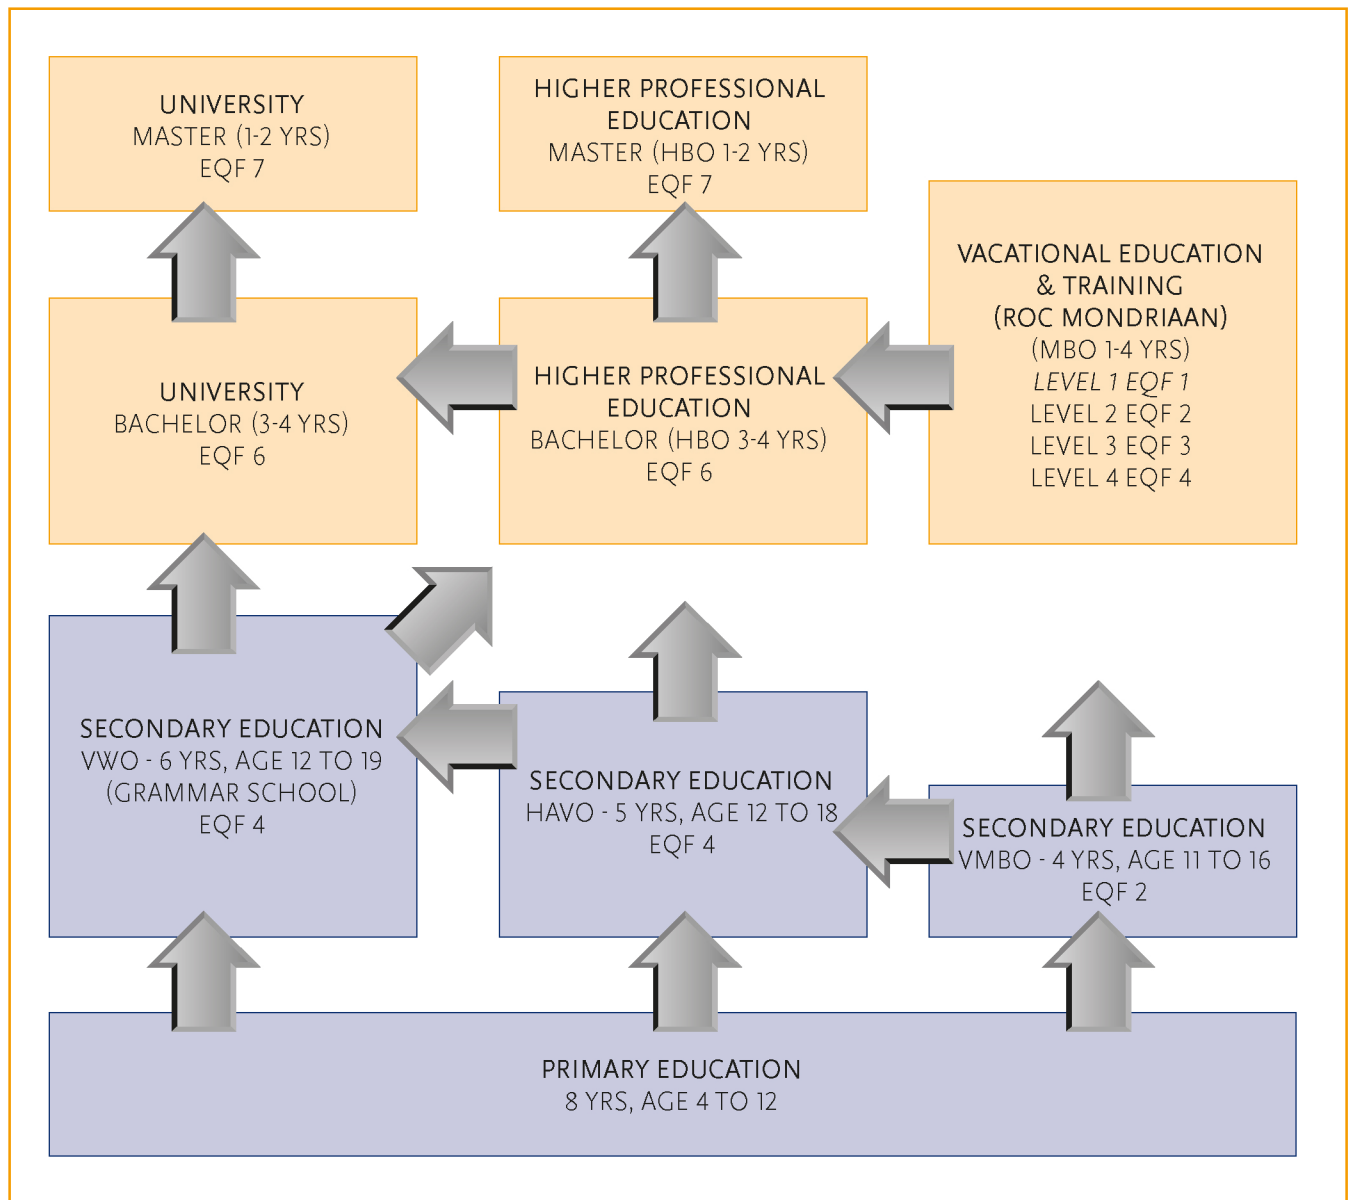 UNIVERSITY
MASTER (1-2 YRS)
EQF 7
HIGHER PROFESSIONAL
EDUCATION
MASTER (HBO 1-2 YRS)
EQF 7
VACATIONAL EDUCATION
& TRAINING
(ROC MONDRIAAN)
(MBO 1-4 YRS)
LEVEL 1 EQF 1
LEVEL 2 EQF 2
LEVEL 3 EQF 3
LEVEL 4 EQF 4
UNIVERSITY
BACHELOR (3-4 YRS)
EQF 6
HIGHER PROFESSIONAL
EDUCATION
BACHELOR (HBO 3-4 YRS)
EQF 6
SECONDARY EDUCATION
VWO - 6 YRS, AGE 12 TO 19
(GRAMMAR SCHOOL)
EQF 4
SECONDARY EDUCATION
HAVO - 5 YRS, AGE 12 TO 18
EQF 4
SECONDARY EDUCATION
VMBO - 4 YRS, AGE 11 TO 16
EQF 2
PRIMARY EDUCATION
8 YRS, AGE 4 TO 12